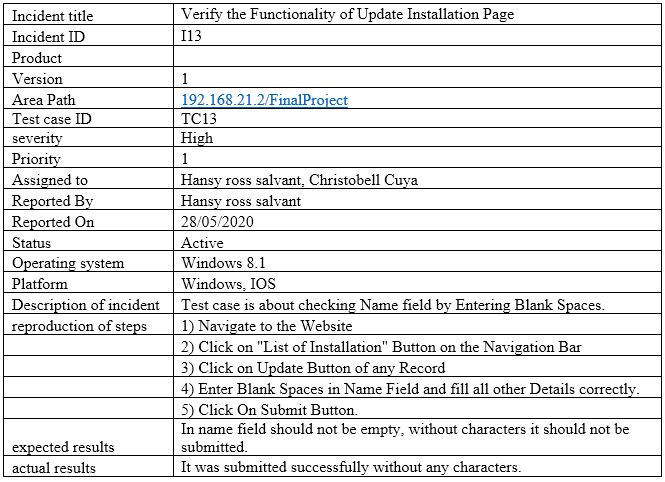 Incident title Verify the Functionality of Update Installation Page
Incident ID I13
Product
Version 1
Area Path 192.168.21.2/FinalProject
Test case ID TC13
severity High
Priority 1
Assigned to Hansy ross salvant, Christobell Cuya
Reported By Hansy ross salvant
Reported On 28/05/2020
Status Active
Operating system Windows 8.1
Platform Windows, IOS
Description of incident Test case is about checking Name field by Entering Blank Spaces.
reproduction of steps 1) Navigate to the Website
2) Click on "List of Installation" Button on the Navigation Bar
3) Click on Update Button of any Record
4) Enter Blank Spaces in Name Field and fill all other Details correctly.
5) Click On Submit Button.
In name field should not be empty, without characters it should not be
expected results submitted.
actual results It was submitted successfully without any characters.